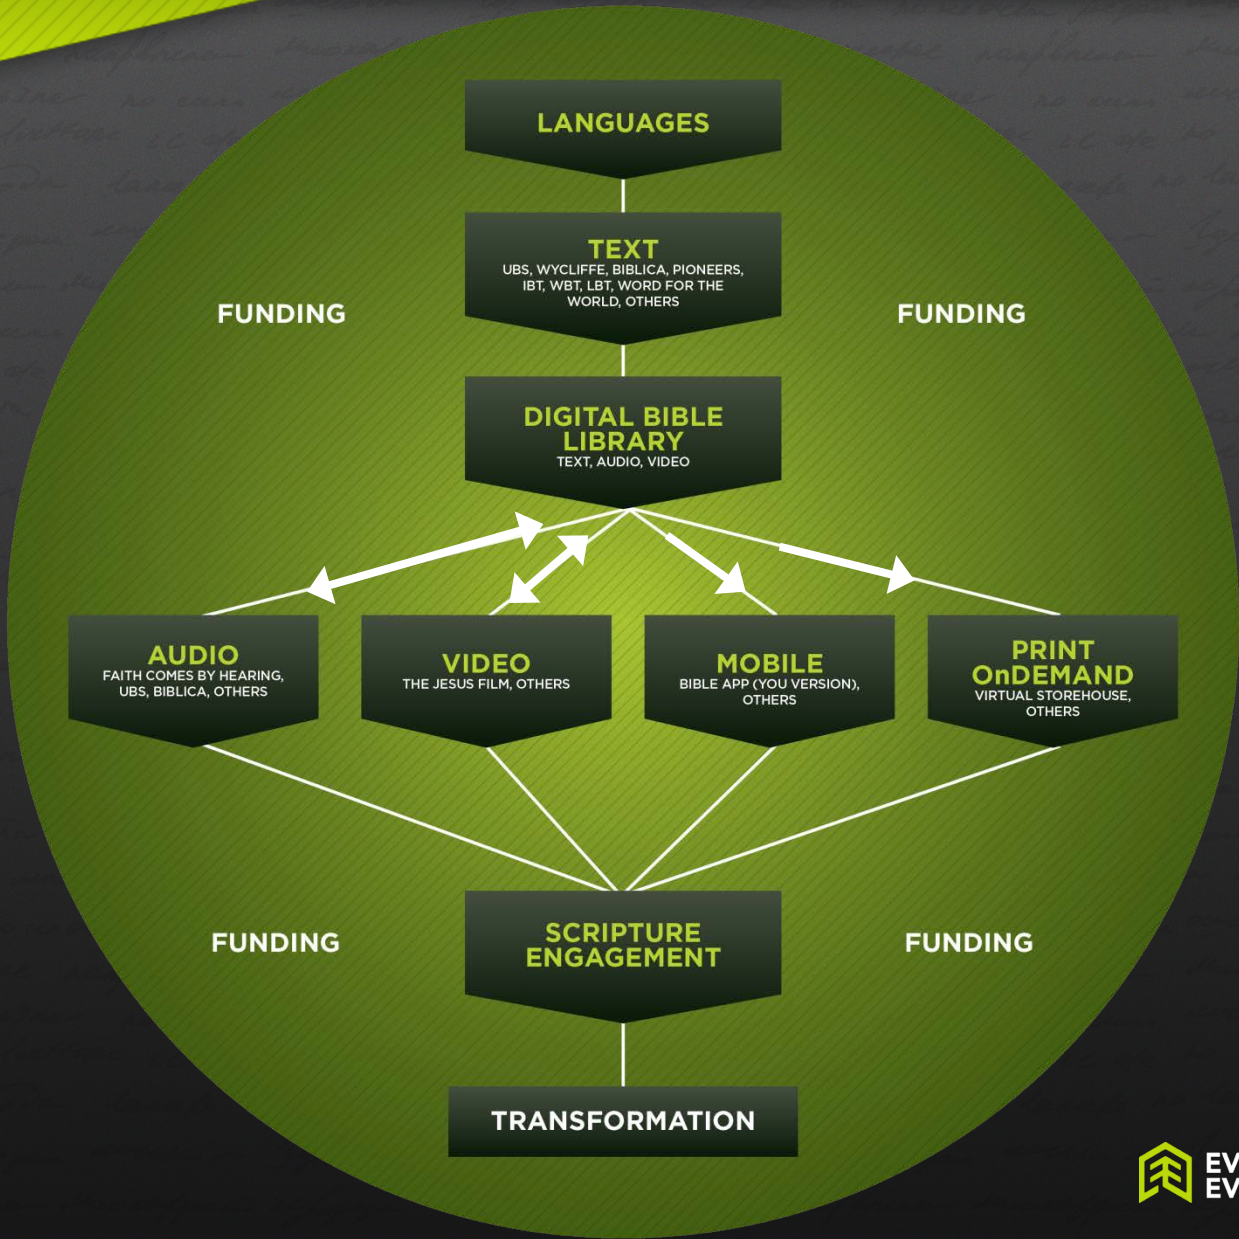 LANGUAGES
TEXT
UBS, WYCLIFFE, BIBLICA, PIONEERS,
IBT, WBT, LBT, WORD FOR THE
WORLD, OTHERS
FUNDING
FUNDING
DIGITAL BIBLE
LIBRARY
TEXT, AUDIO, VIDEO
AUDIO
FAITH COMES BY HEARING,
UBS, BIBLICA, OTHERS
VIDEO
THE JESUS FILM, OTHERS
MOBILE
BIBLE APP (YOU VERSION),
OTHERS
PRINT
OnDEMAND
VIRTUAL STOREHOUSE,
OTHERS
FUNDING
SCRIPTURE
ENGAGEMENT
FUNDING
TRANSFORMATION
EV
EV